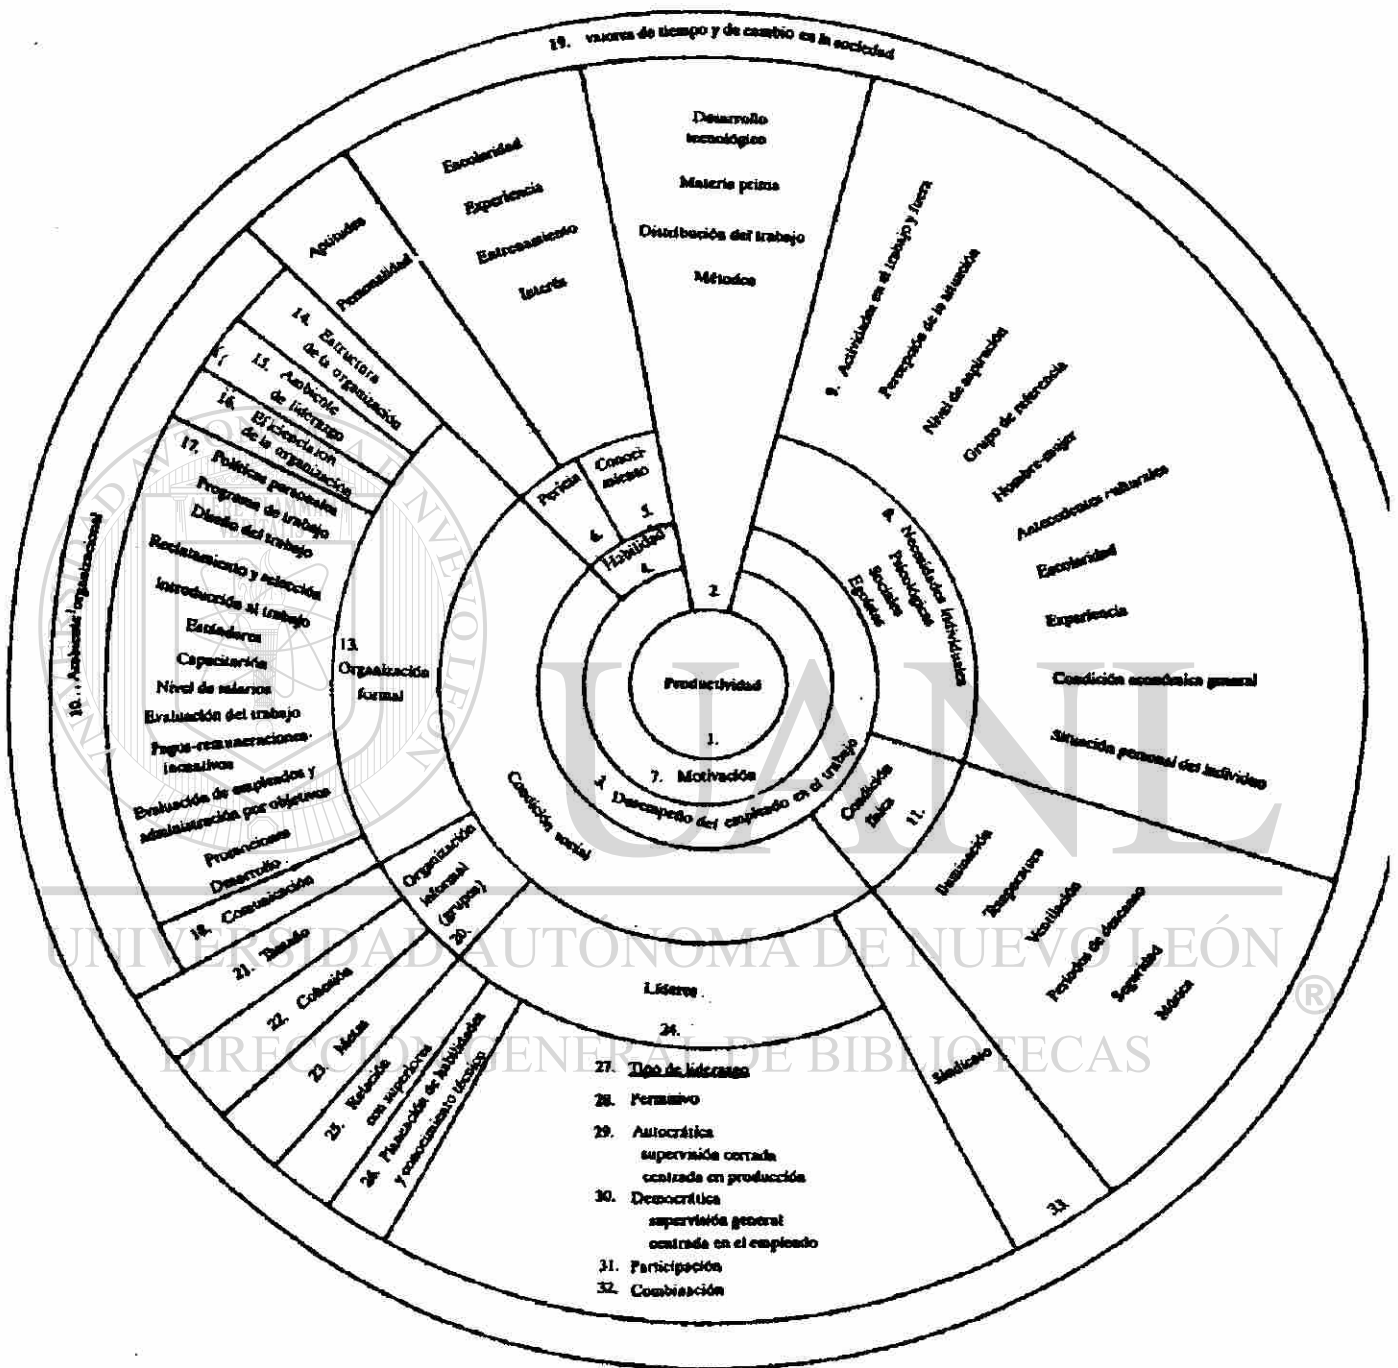 19. valores de tiempo y de cambio en la sociedad
Desarrollo
tecnológico
Materia prima
Distribución del trabajo
Métodos
2.
Escolaridad
Experiencia
Entrenamiento
Interés
Aptitudes
Personalidad
Pericia
6.
Conoci-
miento
5.
Habilidad
4.
9. Actividades en el trabajo y fuera
Percepción de la situación
Nivel de aspiración
Grupo de referencia
Hombre-mujer
Antecedentes culturales
Escolaridad
Experiencia
Condición económica general
Situación personal del individuo
8. Necesidades individuales
Psicológicas
Sociales
Egoístas
Productividad
1.
7. Motivación
3. Desempeño del empleado en el trabajo
Condición social
Condición
física
11.
Iluminación
Temperatura
Ventilación
Periodos de descanso
Seguridad
Música
10. Ambiente organizacional
13.
Organización
formal
14. Estructura
de la organización
15. Ambiente
de liderazgo
16. Eficiencia
de la organización
17. Políticas personales
Programa de trabajo
Diseño del trabajo
Reclutamiento y selección
Introducción al trabajo
Estándares
Capacitación
Nivel de salarios
Evaluación del trabajo
Pagos-remuneraciones-
incentivos
Evaluación de empleados y
administración por objetivos
Promociones
Desarrollo
18. Comunicación
Organización
informal
(grupos)
20.
21. Tamaño
22. Cohesión
23. Metas
25. Relación
con superiores
26. Planeación de habilidades
y conocimiento técnico
Líderes
24.
27. Tipo de liderazgo
28. Permisivo
29. Autocrática
supervisión cerrada
centrada en producción
30. Democrática
supervisión general
centrada en el empleado
31. Participación
32. Combinación
Sindicato
33.
UNIVERSIDAD AUTONOMA DE NUEVO LEON
ALERE FLAMMAM
VERITATIS
UANL
UNIVERSIDAD AUTÓNOMA DE NUEVO LEÓN
®
DIRECCIÓN GENERAL DE BIBLIOTECAS